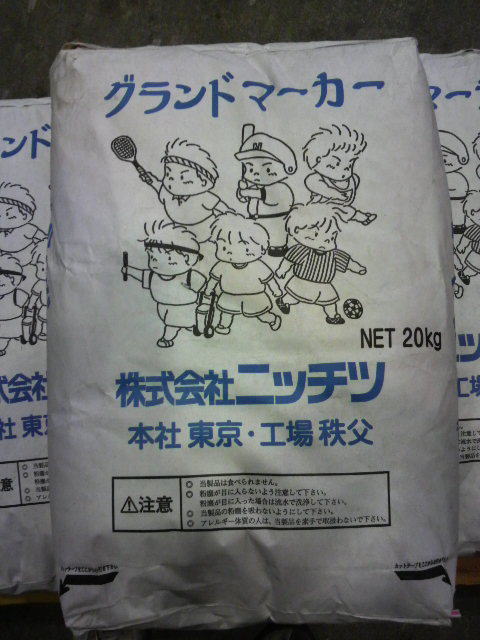 グランドマーカー
NET 20kg
株式会社ニッチツ
本社 東京・工場 秩父
注意
◎ 当製品は食べられません。
◎ 粉塵が目に入らないよう注意して下さい。
粉塵が目に入った場合は流水で洗浄して下さい。
◎ 当製品の粉塵を吸わないようにして下さい。
◎ アレルギー体質の人は、当製品を素手で取扱わないで下さい。